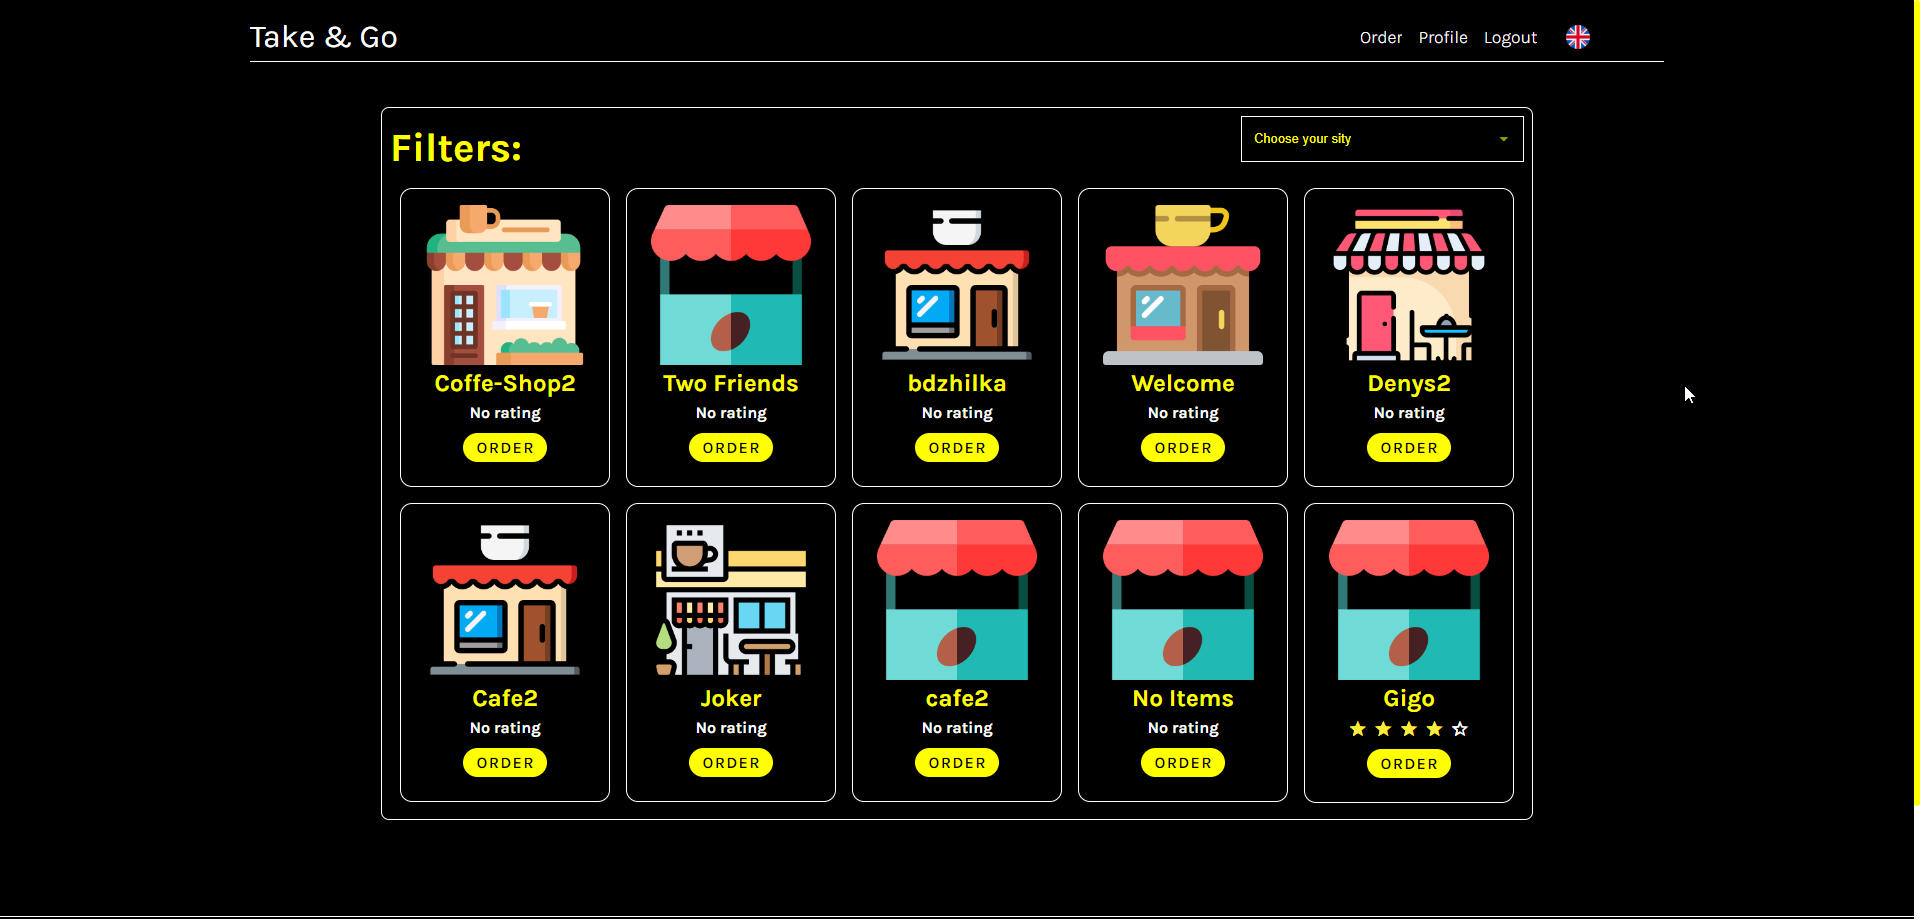 Take & Go
Order Profile Logout
Filters:
Choose your sity
Coffe-Shop2
No rating
ORDER
Two Friends
No rating
ORDER
bdzhilka
No rating
ORDER
Welcome
No rating
ORDER
Denys2
No rating
ORDER
Cafe2
No rating
ORDER
Joker
No rating
ORDER
cafe2
No rating
ORDER
No Items
No rating
ORDER
Gigo
ORDER